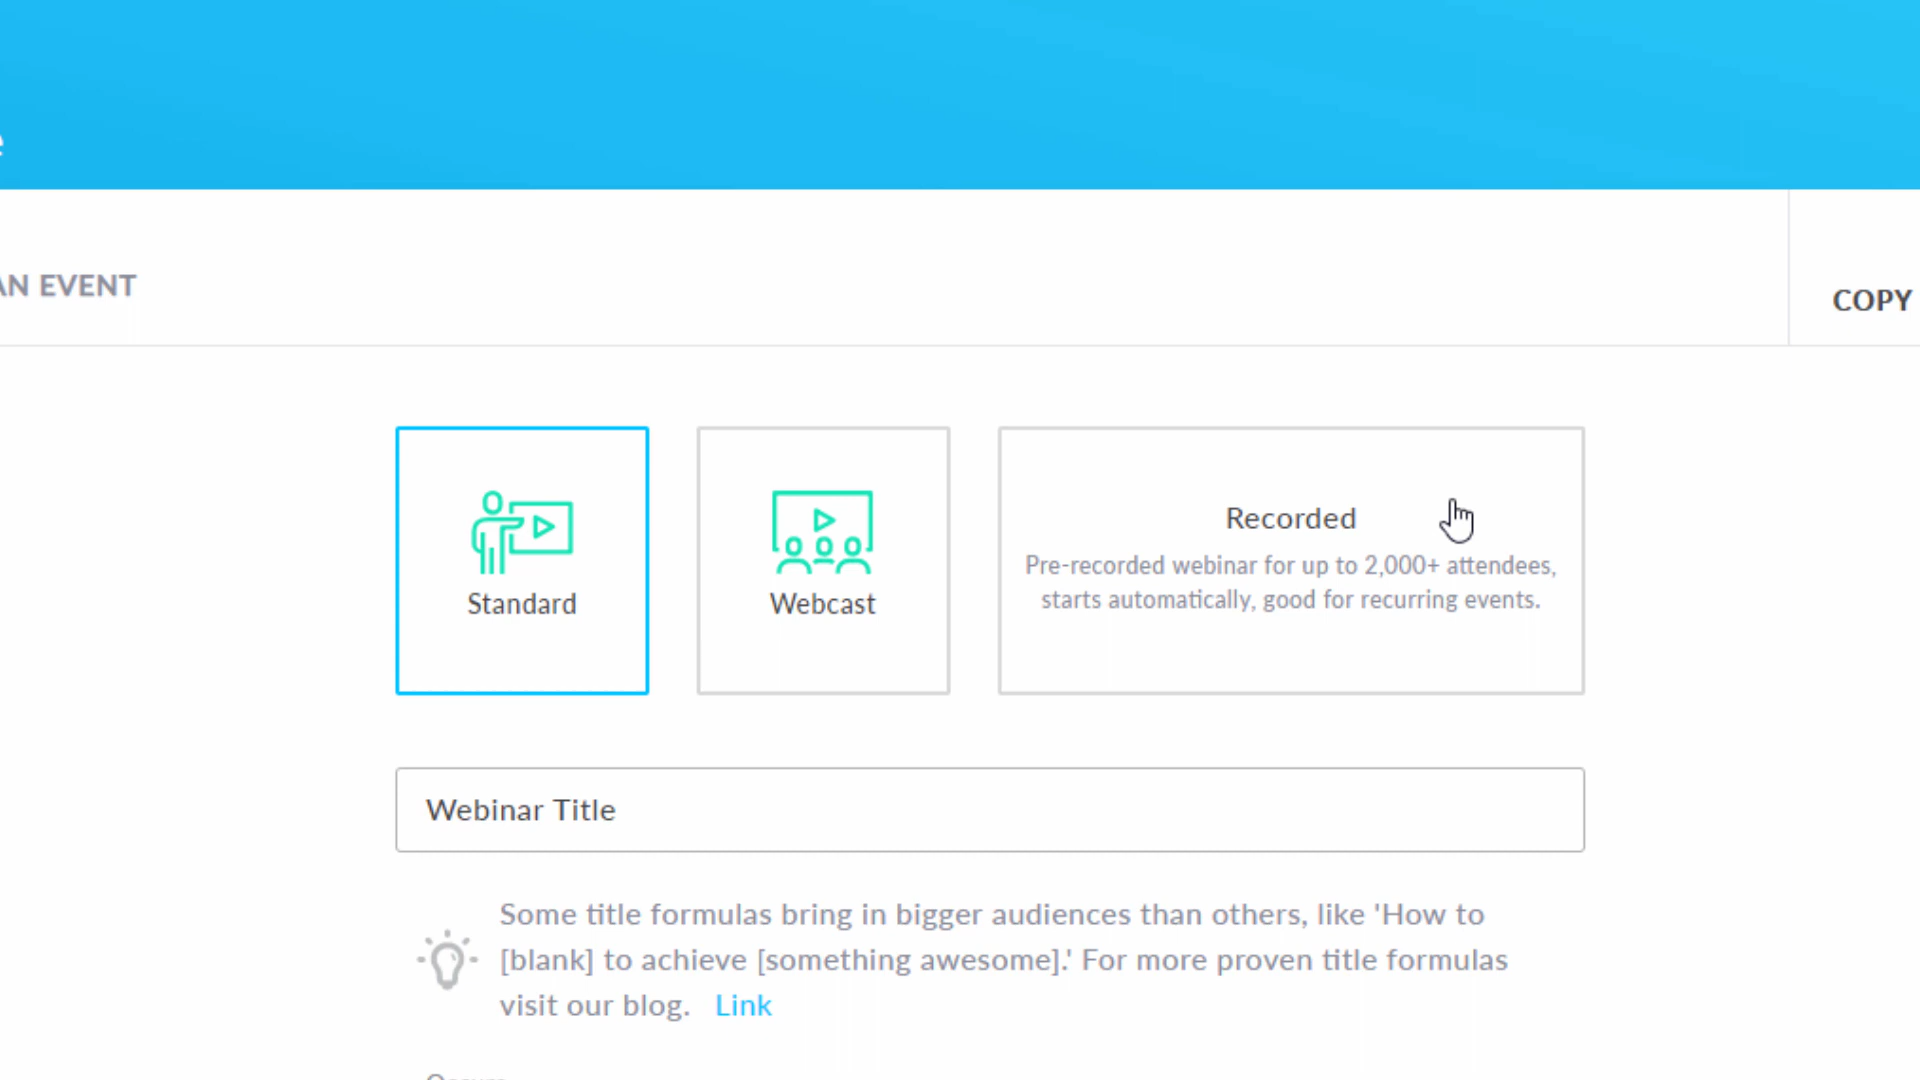 AN EVENT
COPY
Standard
Webcast
Recorded
Pre-recorded webinar for up to 2,000+ attendees,
starts automatically, good for recurring events.
Webinar Title
Some title formulas bring in bigger audiences than others, like 'How to
[blank] to achieve [something awesome].' For more proven title formulas
visit our blog. Link